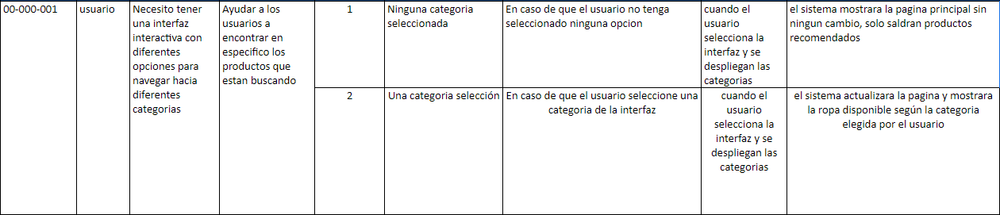 00-000-001
usuario
Necesito tener
una interfaz
interactiva con
diferentes
opciones para
navegar hacia
diferentes
categorias
Ayudar a los
usuarios a
encontrar en
especifico los
productos que
estan buscando
1
Ninguna categoria
seleccionada
En caso de que el usuario no tenga
seleccionado ninguna opcion
cuando el
usuario
selecciona la
interfaz y se
despliegan las
categorias
el sistema mostrara la pagina principal sin
ningun cambio, solo saldran productos
recomendados
2
Una categoria selección
En caso de que el usuario seleccione una
categoria de la interfaz
cuando el
usuario
selecciona la
interfaz y se
despliegan las
categorias
el sistema actualizara la pagina y mostrara
la ropa disponible según la categoria
elegida por el usuario